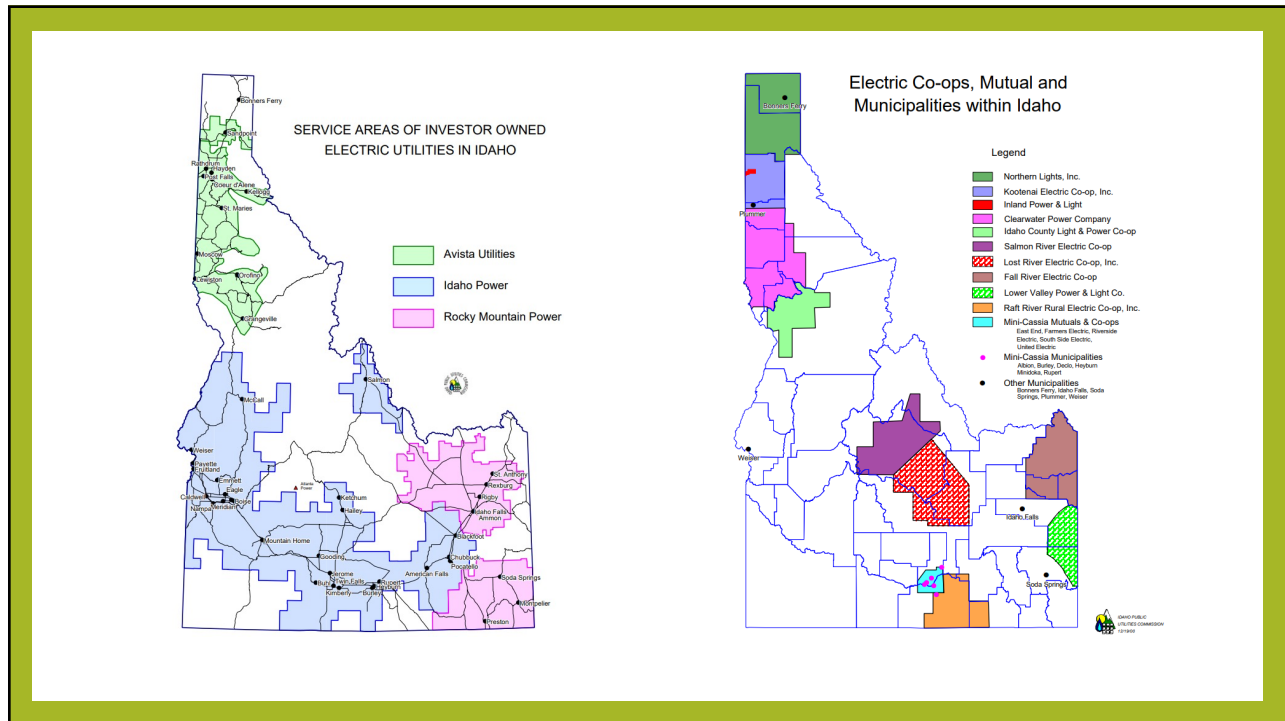 SERVICE AREAS OF INVESTOR OWNED
ELECTRIC UTILITIES IN IDAHO
Bonners Ferry
Sandpoint
Rathdrum
Hayden
Post Falls
Coeur d'Alene
Kellogg
St. Maries
Moscow
Lewiston
Orofino
Grangeville
Avista Utilities
Idaho Power
Rocky Mountain Power
Salmon
McCall
Weiser
Payette
Fruitland
Emmett
Eagle
Caldwell
Boise
Nampa
Meridian
Atlanta
Power
Ketchum
Hailey
Mountain Home
Gooding
Jerome
Twin Falls
Buhl
Kimberly
Rupert
Heyburn
Burley
American Falls
St. Anthony
Rexburg
Rigby
Idaho Falls
Ammon
Blackfoot
Chubbuck
Pocatello
Soda Springs
Montpelier
Preston
Electric Co-ops, Mutual and
Municipalities within Idaho
Bonners Ferry
Plummer
Weiser
Idaho Falls
Soda Springs
Legend
Northern Lights, Inc.
Kootenai Electric Co-op, Inc.
Inland Power & Light
Clearwater Power Company
Idaho County Light & Power Co-op
Salmon River Electric Co-op
Lost River Electric Co-op, Inc.
Fall River Electric Co-op
Lower Valley Power & Light Co.
Raft River Rural Electric Co-op, Inc.
Mini-Cassia Mutuals & Co-ops
East End, Farmers Electric, Riverside
Electric, South Side Electric,
United Electric
Mini-Cassia Municipalities
Albion, Burley, Declo, Heyburn
Minidoka, Rupert
Other Municipalities
Bonners Ferry, Idaho Falls, Soda
Springs, Plummer, Weiser
IDAHO PUBLIC
UTILITIES COMMISSION